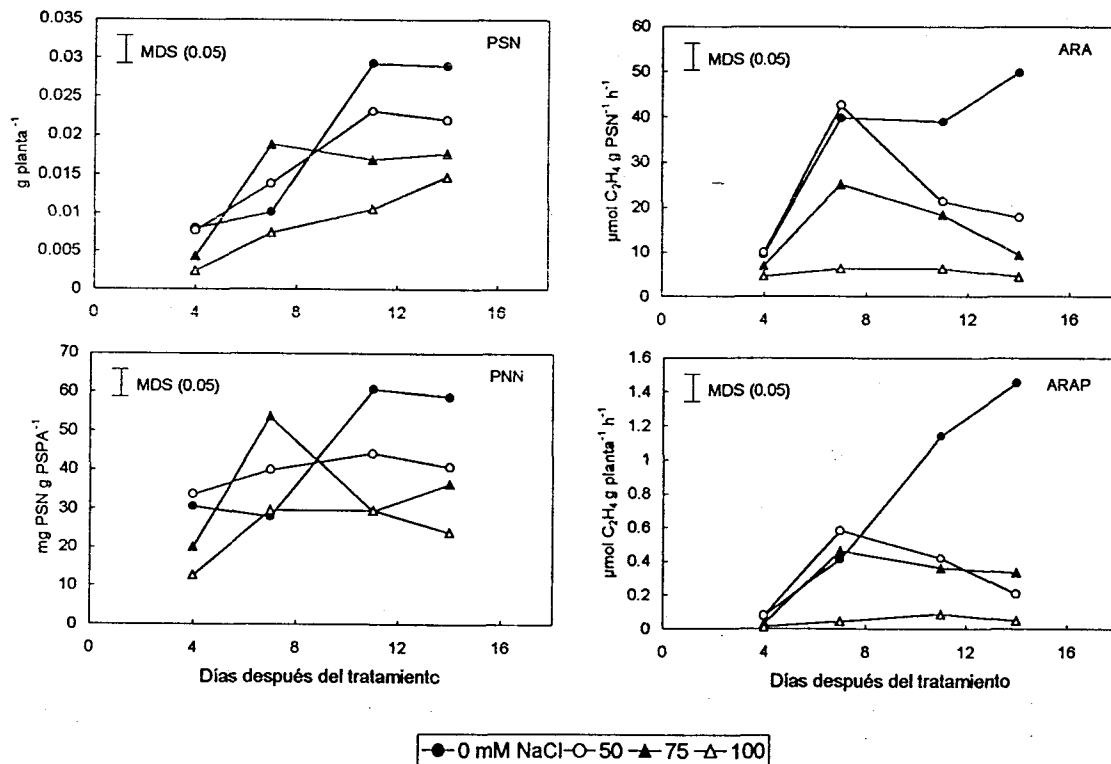 0.035
0.03
0.025
0.02
0.015
0.01
0.005
0
g planta⁻¹
MDS (0.05)
PSN
0 4 8 12 16
60
50
40
30
20
10
0
µmol C₂H₄ g PSN⁻¹ h⁻¹
MDS (0.05)
ARA
0 4 8 12 16
70
60
50
40
30
20
10
0
mg PSN g PSPA⁻¹
MDS (0.05)
PNN
0 4 8 12 16
Días después del tratamiento
1.6
1.4
1.2
1
0.8
0.6
0.4
0.2
0
µmol C₂H₄ g planta⁻¹ h⁻¹
MDS (0.05)
ARAP
0 4 8 12 16
Días después del tratamiento
0 mM NaCl 50 75 100